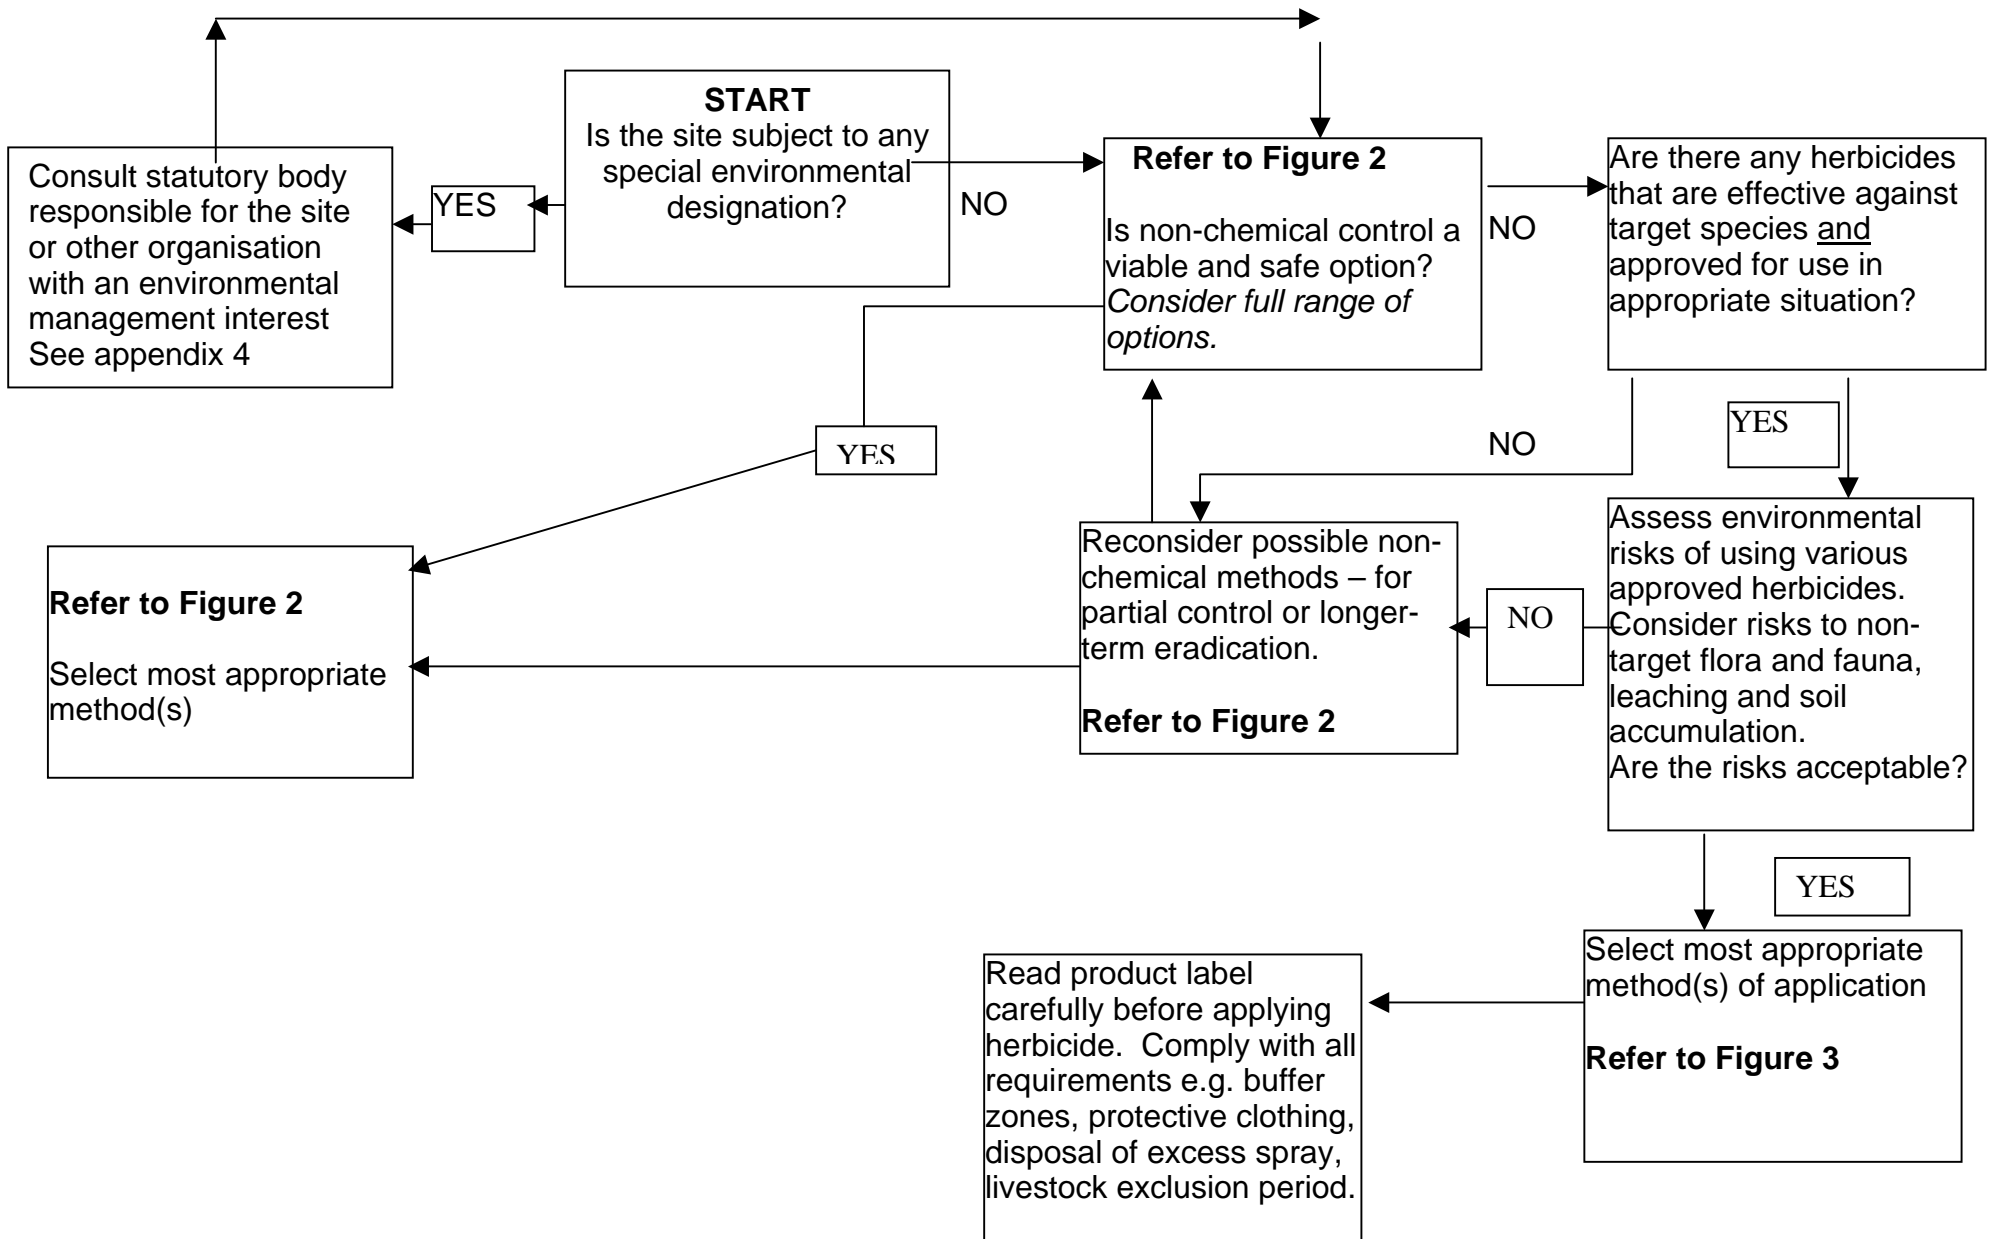 START
Is the site subject to any
special environmental
designation?
YES
NO
Consult statutory body
responsible for the site
or other organisation
with an environmental
management interest
See appendix 4
Refer to Figure 2
Is non-chemical control a
viable and safe option?
Consider full range of
options.
NO
YES
Are there any herbicides
that are effective against
target species and
approved for use in
appropriate situation?
NO
YES
Refer to Figure 2
Select most appropriate
method(s)
Reconsider possible non-
chemical methods – for
partial control or longer-
term eradication.
Refer to Figure 2
NO
Assess environmental
risks of using various
approved herbicides.
Consider risks to non-
target flora and fauna,
leaching and soil
accumulation.
Are the risks acceptable?
YES
Select most appropriate
method(s) of application
Refer to Figure 3
Read product label
carefully before applying
herbicide.  Comply with all
requirements e.g. buffer
zones, protective clothing,
disposal of excess spray,
livestock exclusion period.